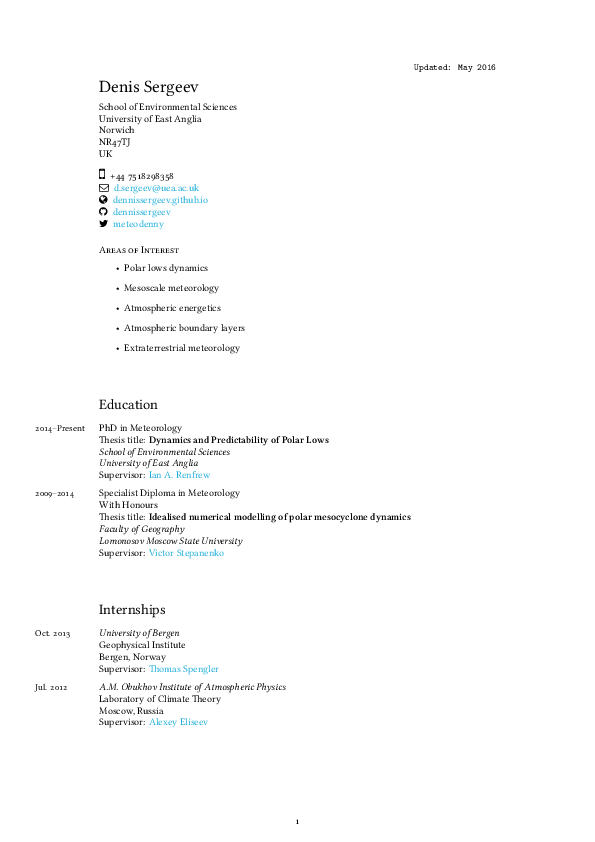 Updated: May 2016
Denis Sergeev
School of Environmental Sciences
University of East Anglia
Norwich
NR47TJ
UK
+44 7518298358
d.sergeev@uea.ac.uk
dennissergeev.github.io
dennissergeev
meteodenny
Areas of Interest
• Polar lows dynamics
• Mesoscale meteorology
• Atmospheric energetics
• Atmospheric boundary layers
• Extraterrestrial meteorology
Education
2014–Present PhD in Meteorology
Thesis title: Dynamics and Predictability of Polar Lows
School of Environmental Sciences
University of East Anglia
Supervisor: Ian A. Renfrew
2009–2014 Specialist Diploma in Meteorology
With Honours
Thesis title: Idealised numerical modelling of polar mesocyclone dynamics
Faculty of Geography
Lomonosov Moscow State University
Supervisor: Victor Stepanenko
Internships
Oct. 2013 University of Bergen
Geophysical Institute
Bergen, Norway
Supervisor: Thomas Spengler
Jul. 2012 A.M. Obukhov Institute of Atmospheric Physics
Laboratory of Climate Theory
Moscow, Russia
Supervisor: Alexey Eliseev
1